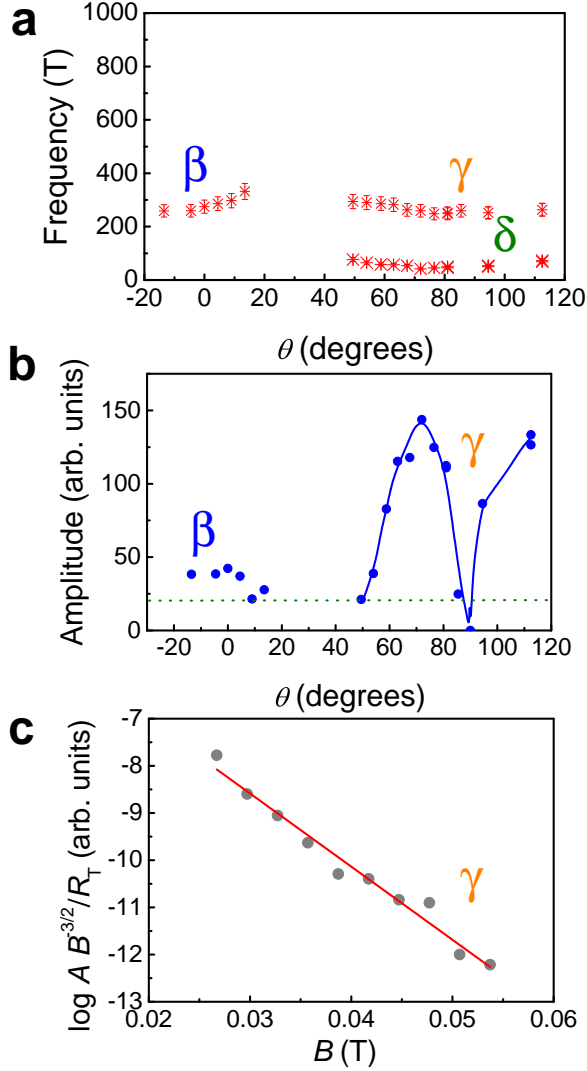 a
1000
800
600
400
200
0
Frequency (T)
β
γ
δ
-20 0 20 40 60 80 100 120
θ (degrees)
b
150
100
50
0
Amplitude (arb. units)
β
γ
-20 0 20 40 60 80 100 120
θ (degrees)
c
-7
-8
-9
-10
-11
-12
-13
log A B^-3/2/R_T (arb. units)
γ
0.02 0.03 0.04 0.05 0.06
B (T)